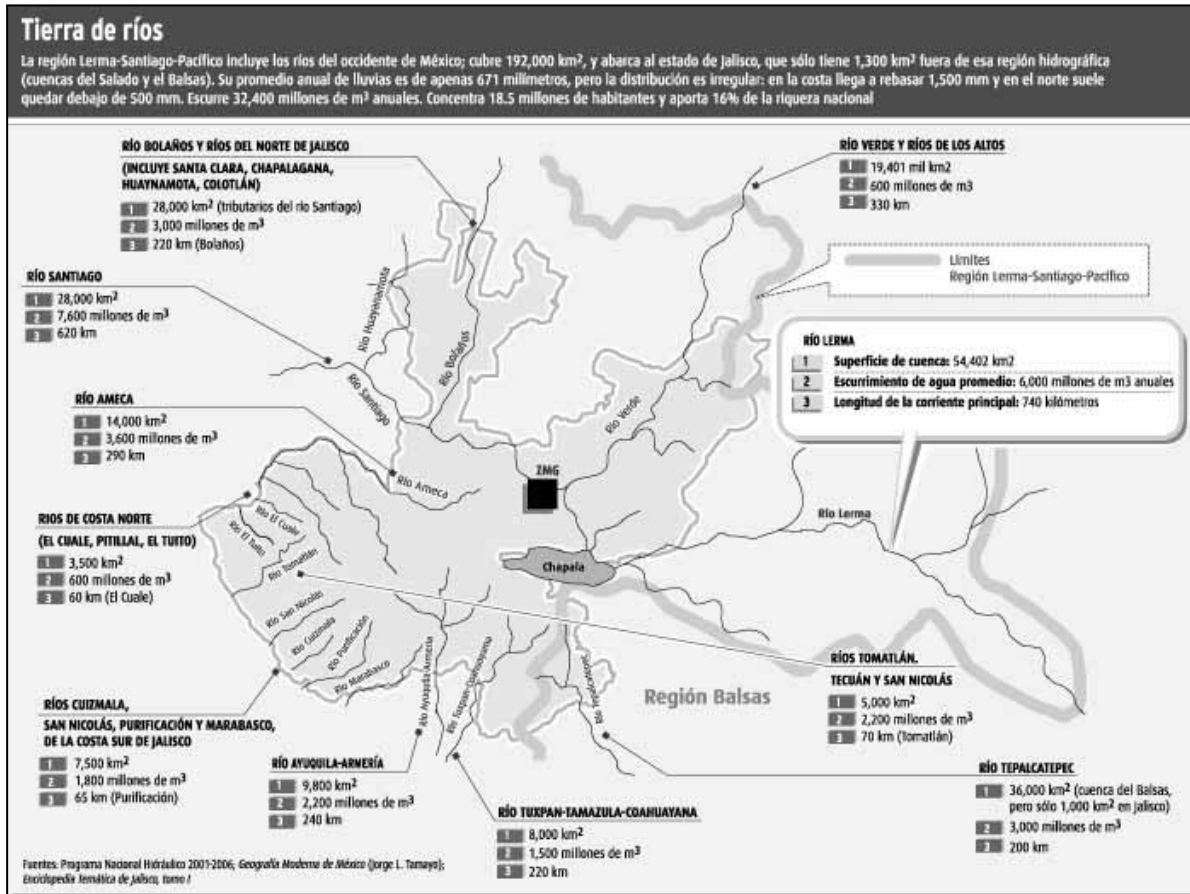 Tierra de ríos
La región Lerma-Santiago-Pacífico incluye los ríos del occidente de México; cubre 192,000 km², y abarca al estado de Jalisco, que sólo tiene 1,300 km² fuera de esa región hidrográfica
(cuencas del Salado y el Balsas). Su promedio anual de lluvias es de apenas 671 milímetros, pero la distribución es irregular: en la costa llega a rebasar 1,500 mm y en el norte suele
quedar debajo de 500 mm. Escurre 32,400 millones de m³ anuales. Concentra 18.5 millones de habitantes y aporta 16% de la riqueza nacional
RÍO BOLAÑOS Y RÍOS DEL NORTE DE JALISCO
(INCLUYE SANTA CLARA, CHAPALAGANA,
HUAYNAMOTA, COLOTLÁN)
1 28,000 km² (tributarios del río Santiago)
2 3,000 millones de m³
3 220 km (Bolaños)
RÍO VERDE Y RÍOS DE LOS ALTOS
1 19,401 mil km2
2 600 millones de m3
3 330 km
Límites
Región Lerma-Santiago-Pacífico
RÍO SANTIAGO
1 28,000 km²
2 7,600 millones de m³
3 620 km
RÍO LERMA
1 Superficie de cuenca: 54,402 km2
2 Escurrimiento de agua promedio: 6,000 millones de m3 anuales
3 Longitud de la corriente principal: 740 kilómetros
RÍO AMECA
1 14,000 km²
2 3,600 millones de m³
3 290 km
RIOS DE COSTA NORTE
(EL CUALE, PITILLAL, EL TUITO)
1 3,500 km²
2 600 millones de m³
3 60 km (El Cuale)
Río Huaynamota
Río Bolaños
Río Santiago
Río Verde
Río Ameca
ZMG
Río Lerma
Chapala
Río El Cuale
Río El Tuito
Río Tomatlán
Río San Nicolás
Río Cuizmala
Río Purificación
Río Marabasco
Río Ayuquila-Armería
Río Tuxpan-Coahuayana
Río Tepalcatepec
Región Balsas
RÍOS TOMATLÁN.
TECUÁN Y SAN NICOLÁS
1 5,000 km²
2 2,200 millones de m³
3 70 km (Tomatlán)
RÍOS CUIZMALA,
SAN NICOLÁS, PURIFICACIÓN Y MARABASCO,
DE LA COSTA SUR DE JALISCO
1 7,500 km²
2 1,800 millones de m³
3 65 km (Purificación)
RÍO AYUQUILA-ARMERÍA
1 9,800 km²
2 2,200 millones de m³
3 240 km
RÍO TUXPAN-TAMAZULA-COAHUAYANA
1 8,000 km²
2 1,500 millones de m³
3 220 km
RÍO TEPALCATEPEC
1 36,000 km² (cuenca del Balsas,
pero sólo 1,000 km² en Jalisco)
2 3,000 millones de m³
3 200 km
Fuentes: Programa Nacional Hidráulico 2001-2006; Geografía Moderna de México (Jorge L. Tamayo);
Enciclopedia Temática de Jalisco, tomo I